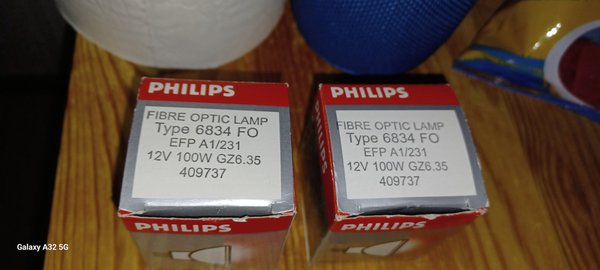 PHILIPS
FIBRE OPTIC LAMP
Type 6834 FO
EFP A1/231
12V 100W GZ6.35
409737
PHILIPS
PHILIPS
FIBRE OPTIC LAMP
Type 6834 FO
EFP A1/231
12V 100W GZ6.35
409737
PHILIPS
Galaxy A32 5G